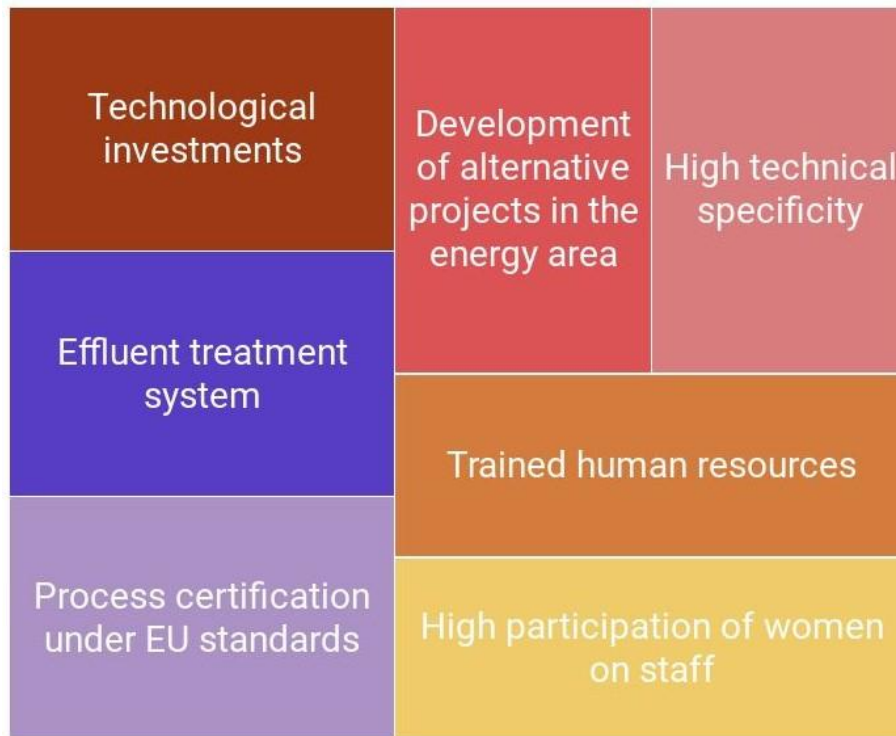 Technological
investments
Development
of alternative
projects in the
energy area
High technical
specificity
Effluent treatment
system
Trained human resources
Process certification
under EU standards
High participation of women
on staff